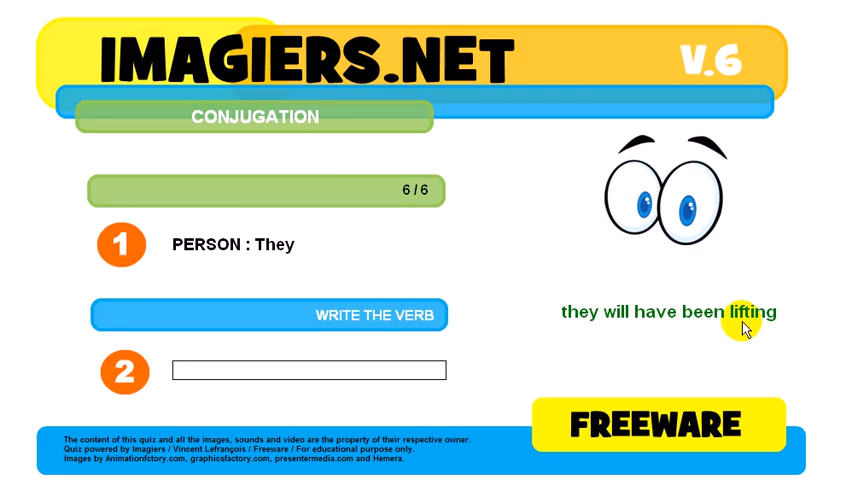 IMAGIERS.NET
V.6
CONJUGATION
6 / 6
1
PERSON : They
WRITE THE VERB
they will have been lifting
2
FREEWARE
The content of this quiz and all the images, sounds and video are the property of their respective owner.
Quiz powered by Imagiers / Vincent Lefrançois / Freeware / For educational purpose only.
Images by Animationfctory.com, graphicsfactory.com, presentermedia.com and Hemera.